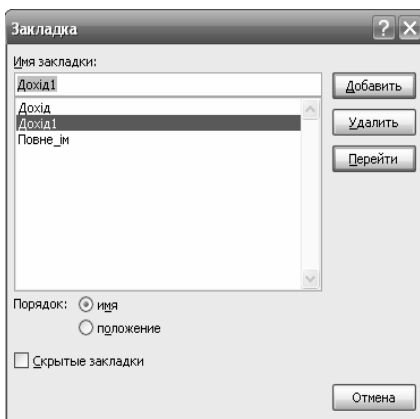 Закладка
Имя закладки:
Дохід1
Добавить
Дохід
Дохід1
Повне_ім
Удалить
Перейти
Порядок:
имя
положение
Скрытые закладки
Отмена